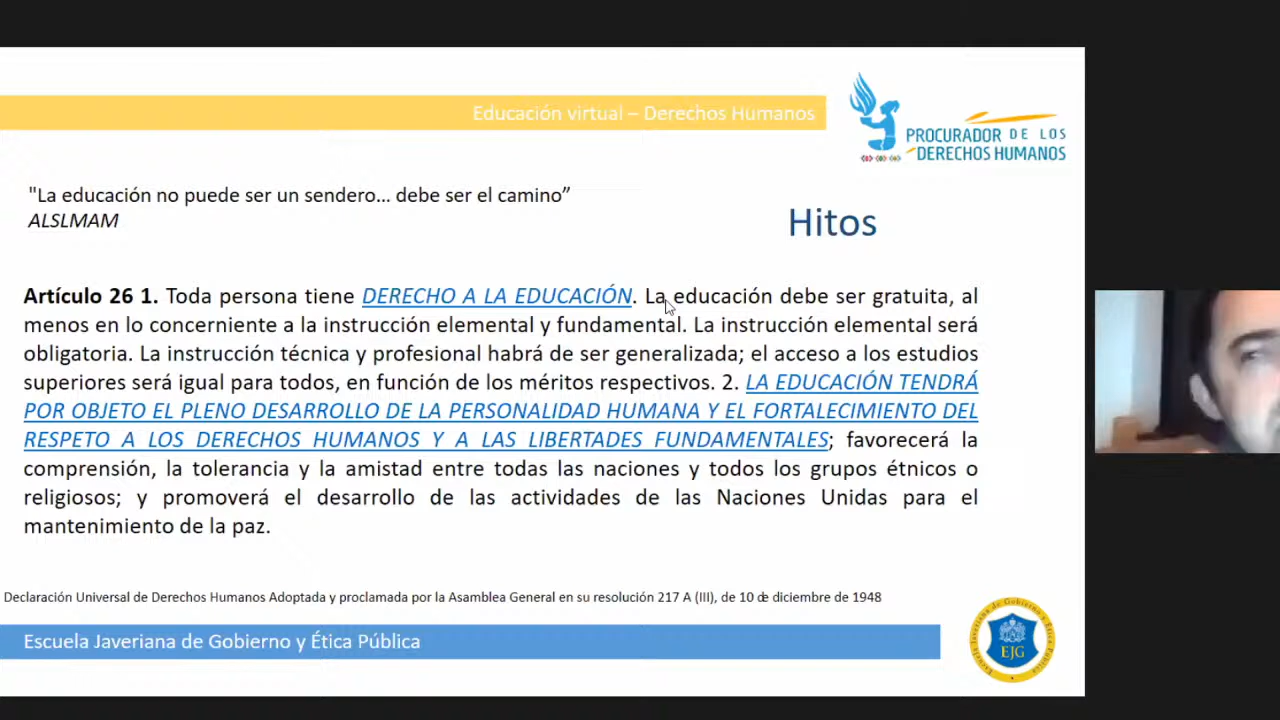 Educación virtual – Derechos Humanos
PROCURADOR DE LOS
DERECHOS HUMANOS
"La educación no puede ser un sendero... debe ser el camino”
ALSLMAM
Hitos
Artículo 26 1. Toda persona tiene DERECHO A LA EDUCACIÓN. La educación debe ser gratuita, al
menos en lo concerniente a la instrucción elemental y fundamental. La instrucción elemental será
obligatoria. La instrucción técnica y profesional habrá de ser generalizada; el acceso a los estudios
superiores será igual para todos, en función de los méritos respectivos. 2. LA EDUCACIÓN TENDRÁ
POR OBJETO EL PLENO DESARROLLO DE LA PERSONALIDAD HUMANA Y EL FORTALECIMIENTO DEL
RESPETO A LOS DERECHOS HUMANOS Y A LAS LIBERTADES FUNDAMENTALES; favorecerá la
comprensión, la tolerancia y la amistad entre todas las naciones y todos los grupos étnicos o
religiosos; y promoverá el desarrollo de las actividades de las Naciones Unidas para el
mantenimiento de la paz.
Declaración Universal de Derechos Humanos Adoptada y proclamada por la Asamblea General en su resolución 217 A (III), de 10 de diciembre de 1948
Escuela Javeriana de Gobierno y Ética Pública
Escuela Javeriana de Gobierno y Ética Pública
EJG